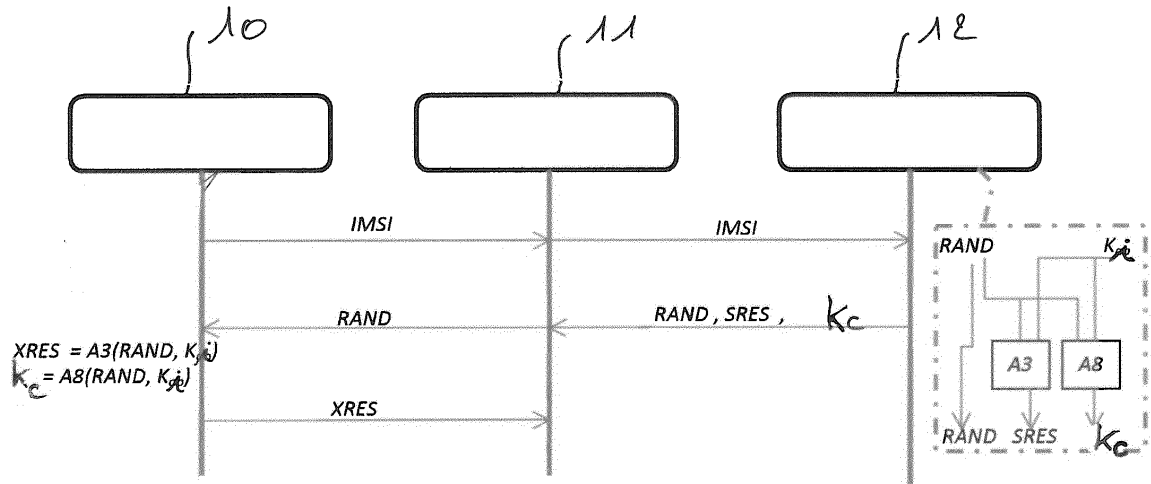 10
11
12
IMSI
IMSI
RAND
Ki
RAND
RAND , SRES , Kc
XRES = A3(RAND, Ki)
Kc = A8(RAND, Ki)
A3
A8
XRES
RAND
SRES
Kc